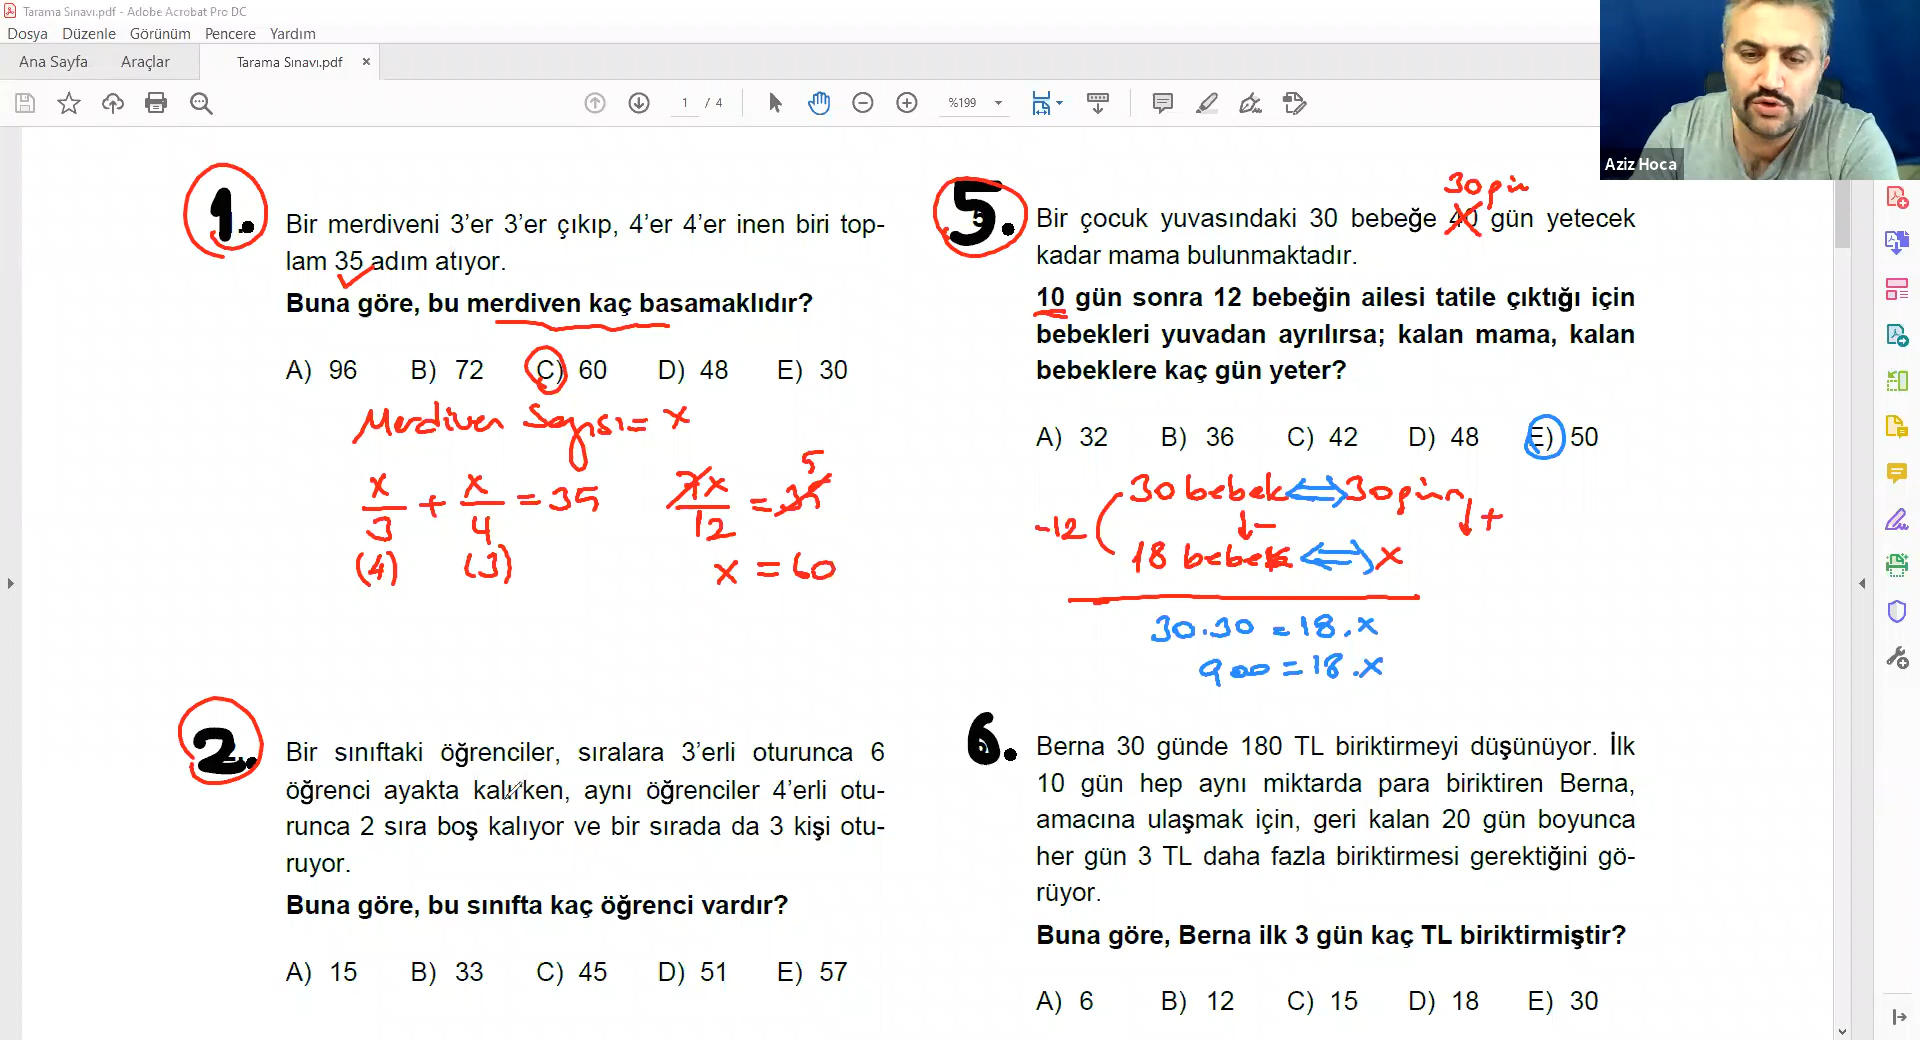 Tarama Sınavı.pdf - Adobe Acrobat Pro DC
Dosya Düzenle Görünüm Pencere Yardım
Ana Sayfa Araçlar Tarama Sınavı.pdf ×
1 / 4 %199
Aziz Hoca
1.
Bir merdiveni 3'er 3'er çıkıp, 4'er 4'er inen biri top-
lam 35 adım atıyor.
Buna göre, bu merdiven kaç basamaklıdır?
A) 96 B) 72 C) 60 D) 48 E) 30
Merdiven Sayısı = x
x/3 + x/4 = 35
(4) (3)
7x/12 = 35 5
x = 60
2.
Bir sınıftaki öğrenciler, sıralara 3'erli oturunca 6
öğrenci ayakta kalırken, aynı öğrenciler 4'erli otu-
runca 2 sıra boş kalıyor ve bir sırada da 3 kişi otu-
ruyor.
Buna göre, bu sınıfta kaç öğrenci vardır?
A) 15 B) 33 C) 45 D) 51 E) 57
5.
30 gün
Bir çocuk yuvasındaki 30 bebeğe 40 gün yetecek
kadar mama bulunmaktadır.
10 gün sonra 12 bebeğin ailesi tatile çıktığı için
bebekleri yuvadan ayrılırsa; kalan mama, kalan
bebeklere kaç gün yeter?
A) 32 B) 36 C) 42 D) 48 E) 50
30 bebek ⇔ 30 gün
-12 ↓- ↓+
18 bebek ⇔ x
30.30 = 18.x
900 = 18.x
6.
Berna 30 günde 180 TL biriktirmeyi düşünüyor. İlk
10 gün hep aynı miktarda para biriktiren Berna,
amacına ulaşmak için, geri kalan 20 gün boyunca
her gün 3 TL daha fazla biriktirmesi gerektiğini gö-
rüyor.
Buna göre, Berna ilk 3 gün kaç TL biriktirmiştir?
A) 6 B) 12 C) 15 D) 18 E) 30